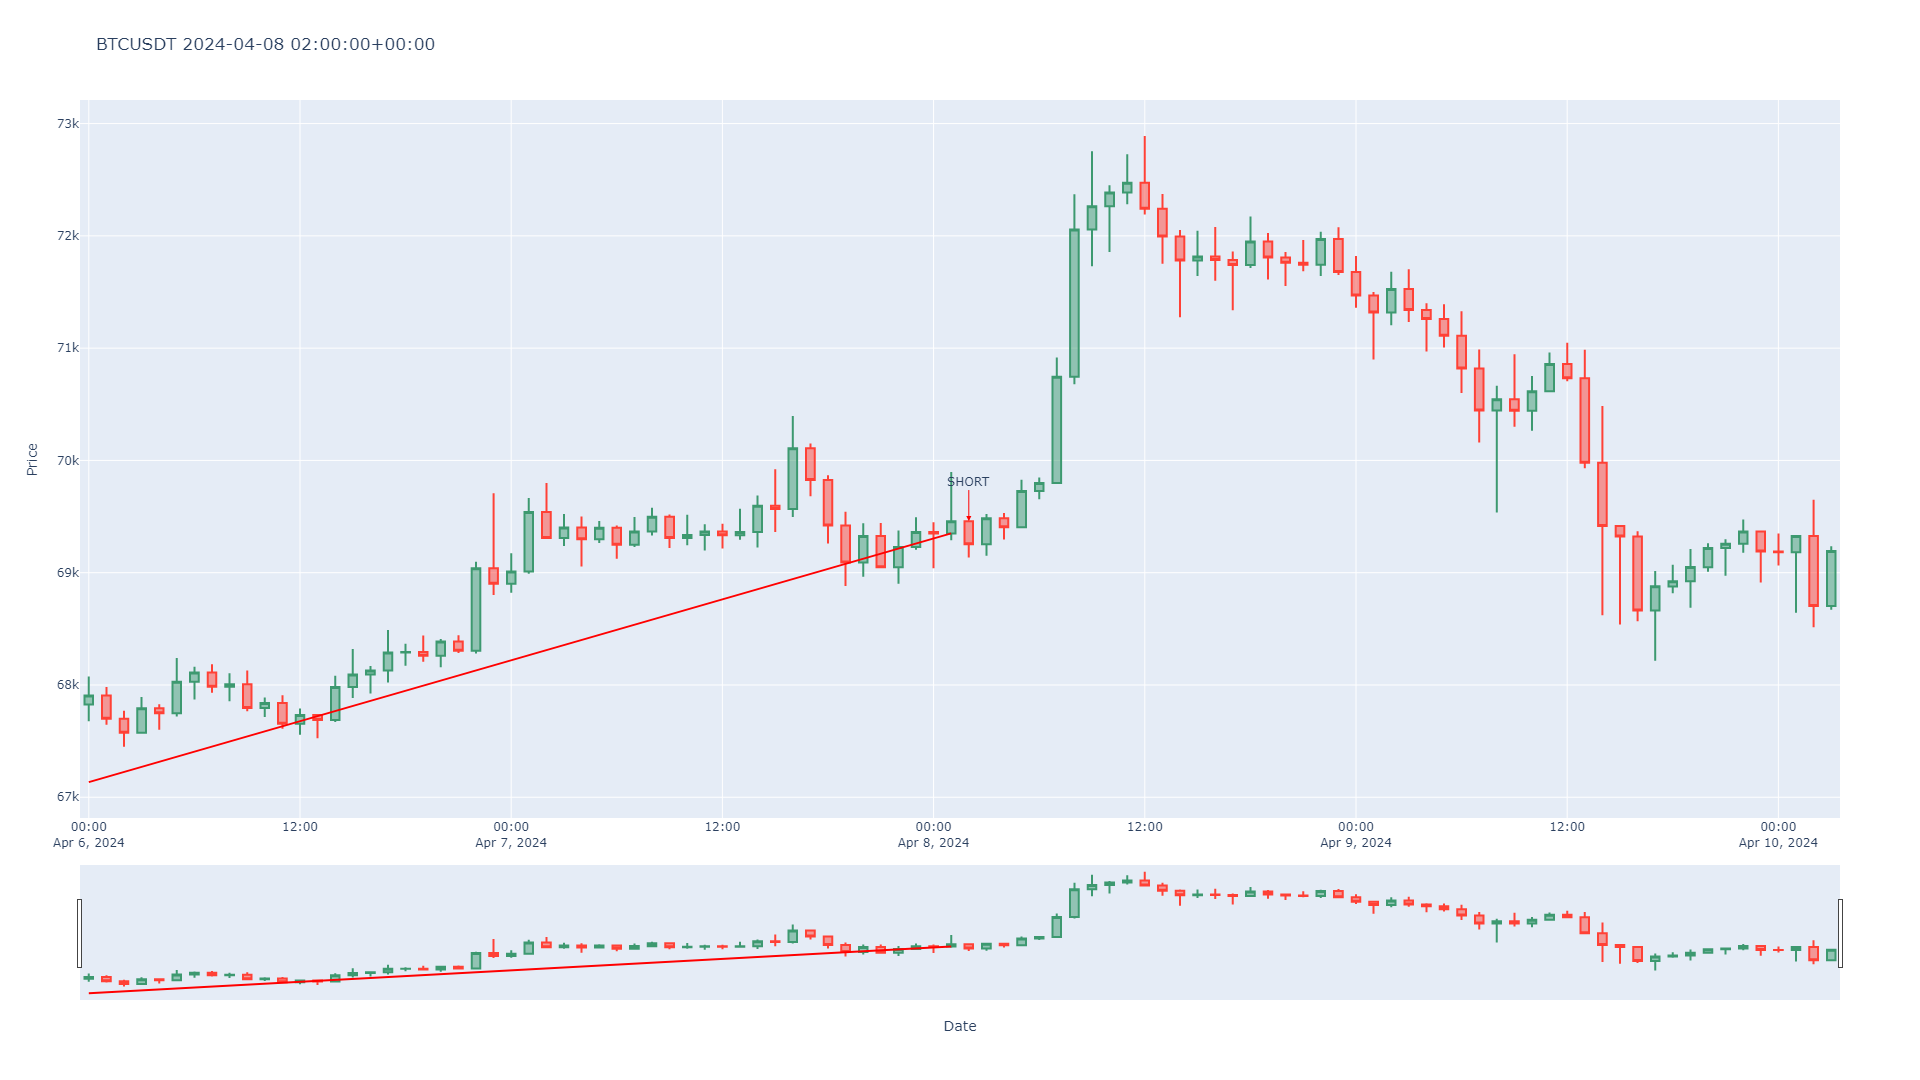 BTCUSDT 2024-04-08 02:00:00+00:00
73k
72k
71k
70k
69k
68k
67k
Price
SHORT
00:00
Apr 6, 2024
12:00
00:00
Apr 7, 2024
12:00
00:00
Apr 8, 2024
12:00
00:00
Apr 9, 2024
12:00
00:00
Apr 10, 2024
Date